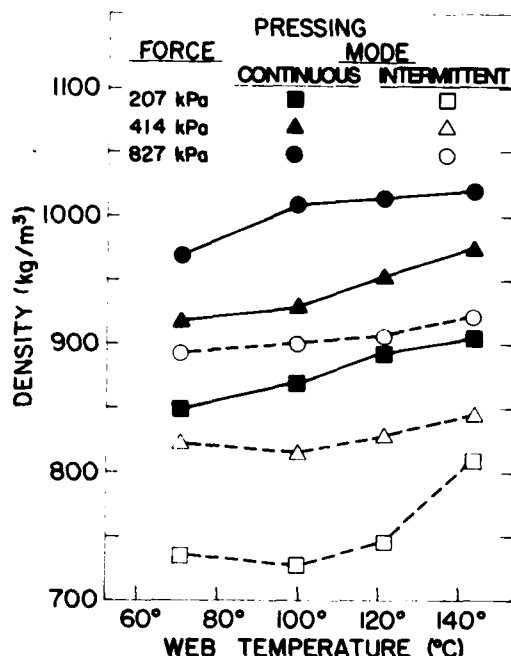 PRESSING
FORCE MODE
CONTINUOUS INTERMITTENT
207 kPa
414 kPa
827 kPa
1100
1000
900
800
700
DENSITY (kg/m³)
60° 80° 100° 120° 140°
WEB TEMPERATURE (°C)